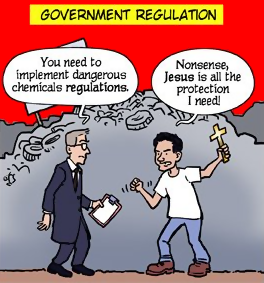 GOVERNMENT REGULATION
You need to
implement dangerous
chemicals regulations.
Nonsense,
Jesus is all the
protection
I need!